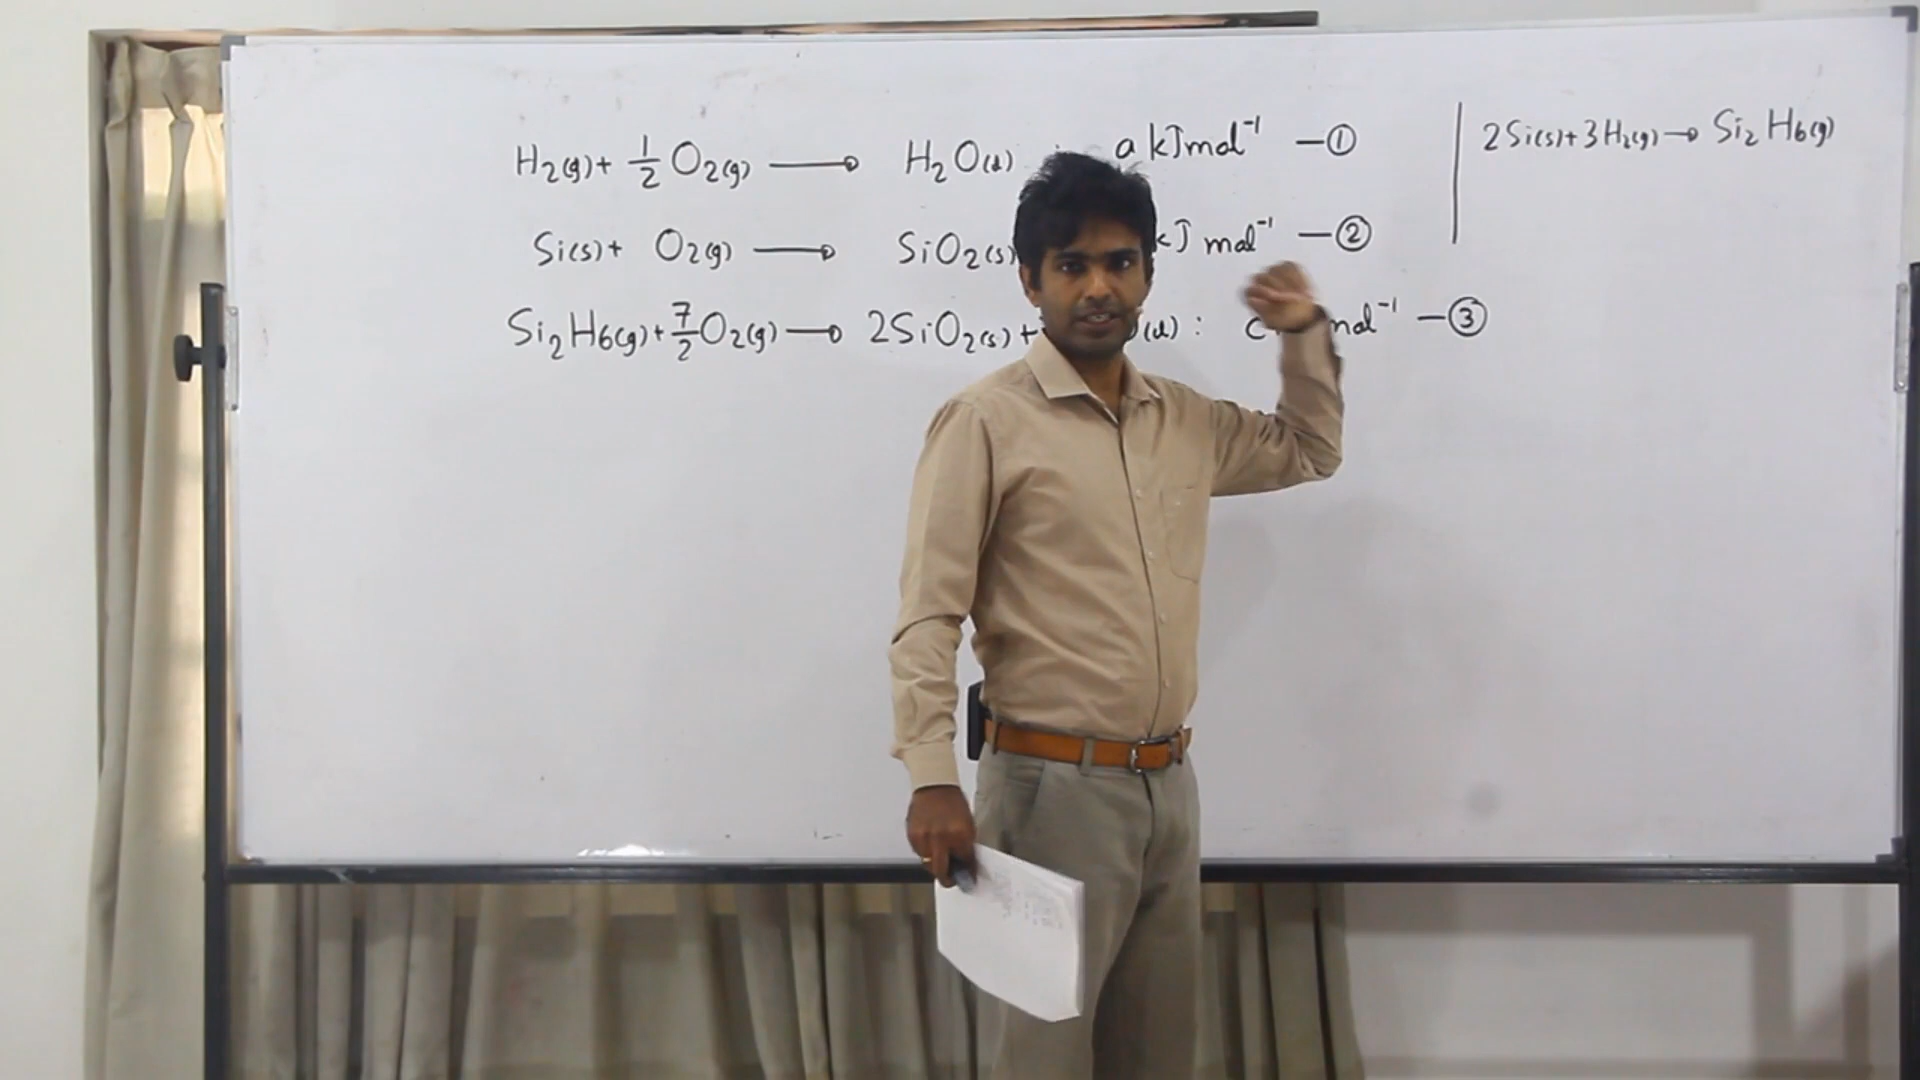 H₂(g) + 1/2 O₂(g) ⟶ H₂O(l) : a kJ mol⁻¹ —①
Si(s) + O₂(g) ⟶ SiO₂(s) kJ mol⁻¹ —②
Si₂H₆(g) + 7/2 O₂(g) ⟶ 2SiO₂(s) + O(l) : c mol⁻¹ —③
2Si(s) + 3H₂(g) ⟶ Si₂H₆(g)